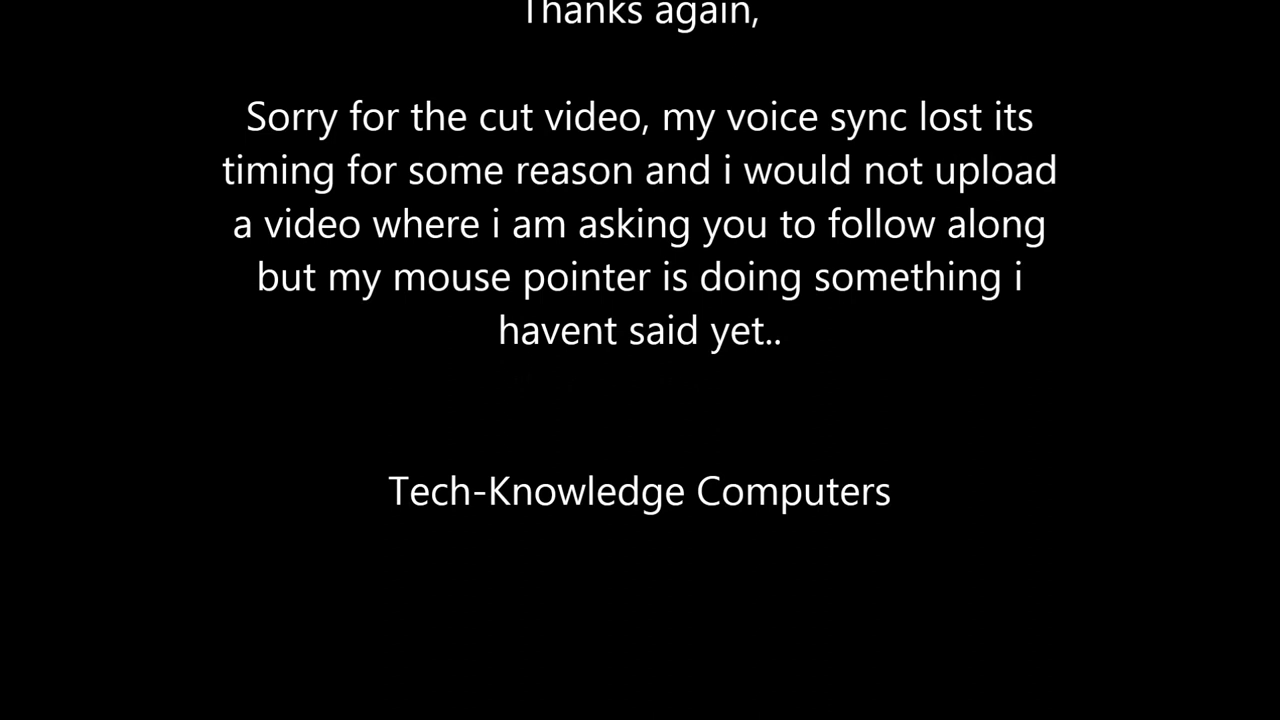 Thanks again,
Sorry for the cut video, my voice sync lost its
timing for some reason and i would not upload
a video where i am asking you to follow along
but my mouse pointer is doing something i
havent said yet..
Tech-Knowledge Computers